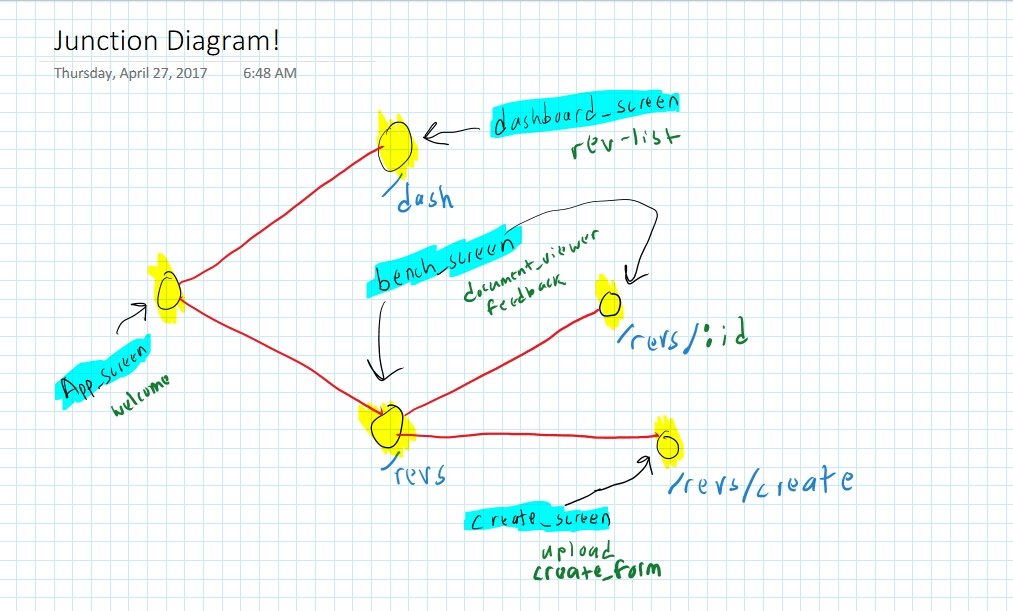 Junction Diagram!
Thursday, April 27, 2017 6:48 AM
dashboard_screen
rev-list
/dash
bench_screen
document_viewer
feedback
/revs/:id
App_screen
welcome
/revs
/revs/create
create_screen
upload
create_form